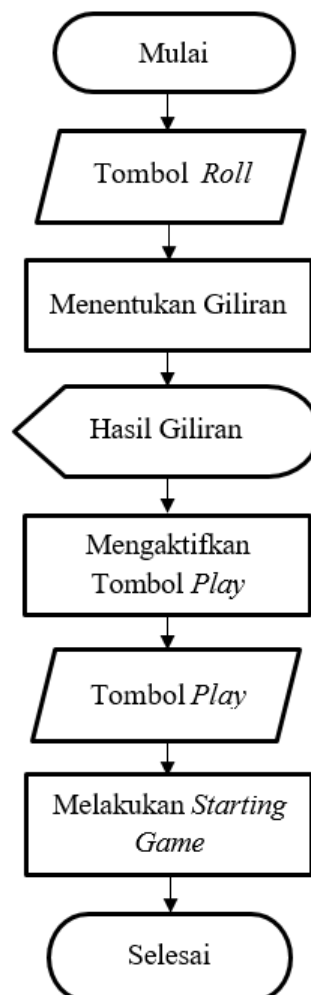 Mulai
Tombol Roll
Menentukan Giliran
Hasil Giliran
Mengaktifkan
Tombol Play
Tombol Play
Melakukan Starting
Game
Selesai